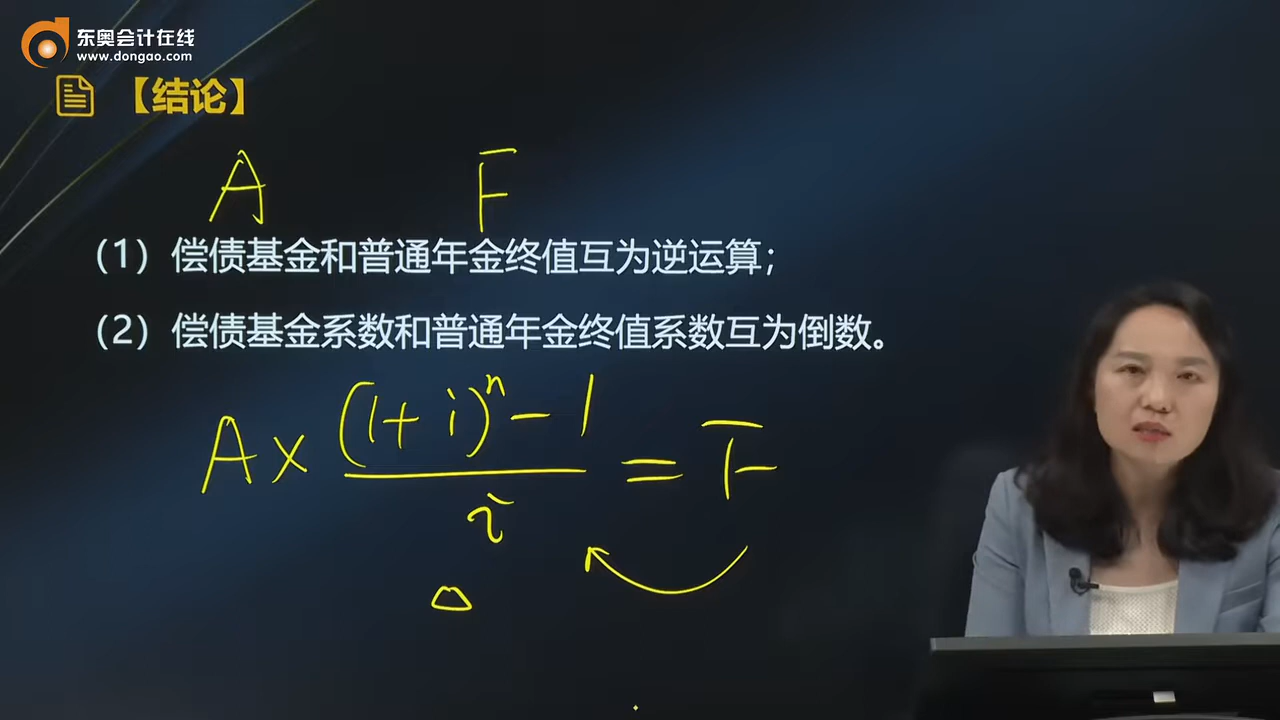 东奥会计在线
www.dongao.com
【结论】
A F
（1）偿债基金和普通年金终值互为逆运算；
（2）偿债基金系数和普通年金终值系数互为倒数。
A × (1+i)^n - 1 = F
i